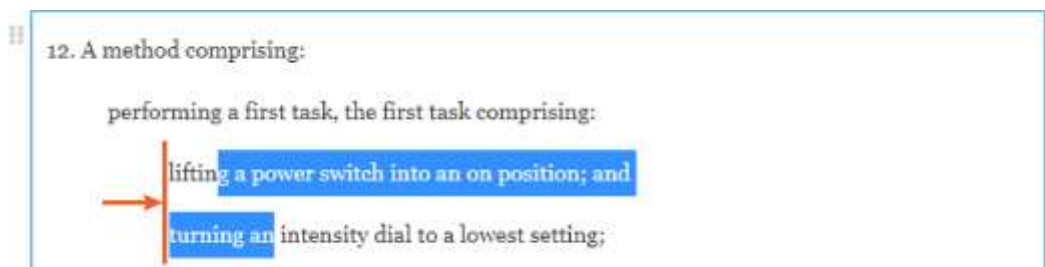 12. A method comprising:
performing a first task, the first task comprising:
lifting a power switch into an on position; and
turning an intensity dial to a lowest setting;